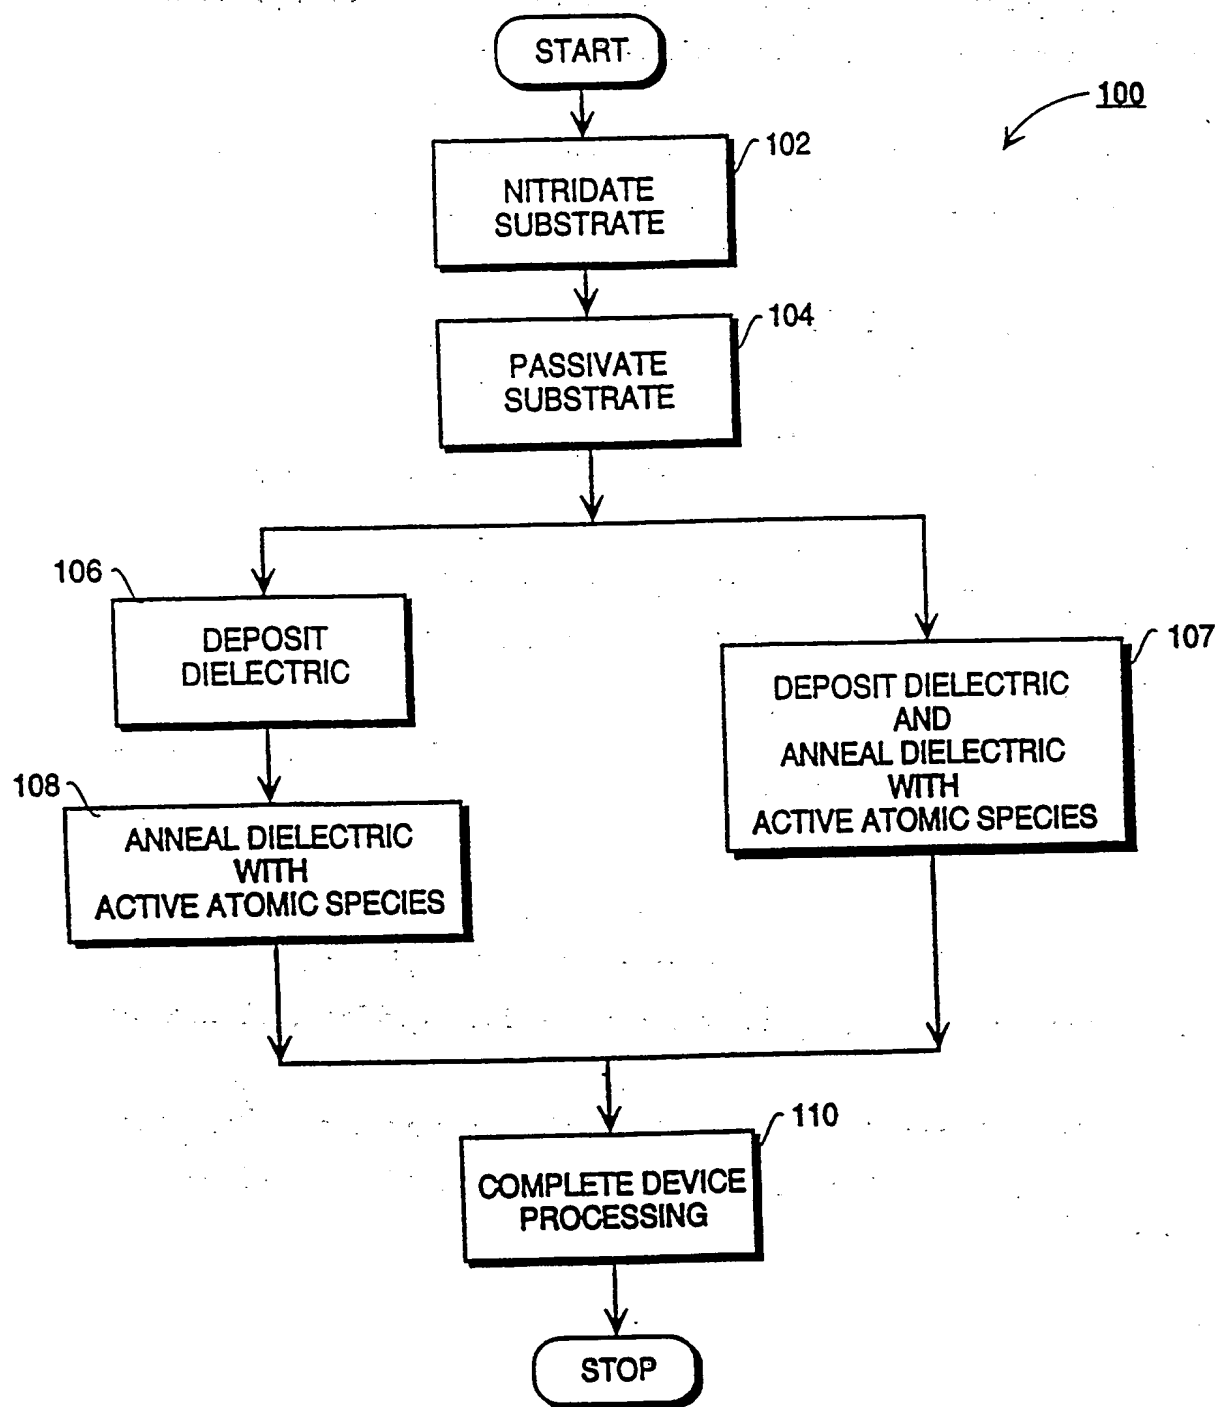 START
100
102
NITRIDATE
SUBSTRATE
104
PASSIVATE
SUBSTRATE
106
DEPOSIT
DIELECTRIC
107
DEPOSIT DIELECTRIC
AND
ANNEAL DIELECTRIC
WITH
ACTIVE ATOMIC SPECIES
108
ANNEAL DIELECTRIC
WITH
ACTIVE ATOMIC SPECIES
110
COMPLETE DEVICE
PROCESSING
STOP